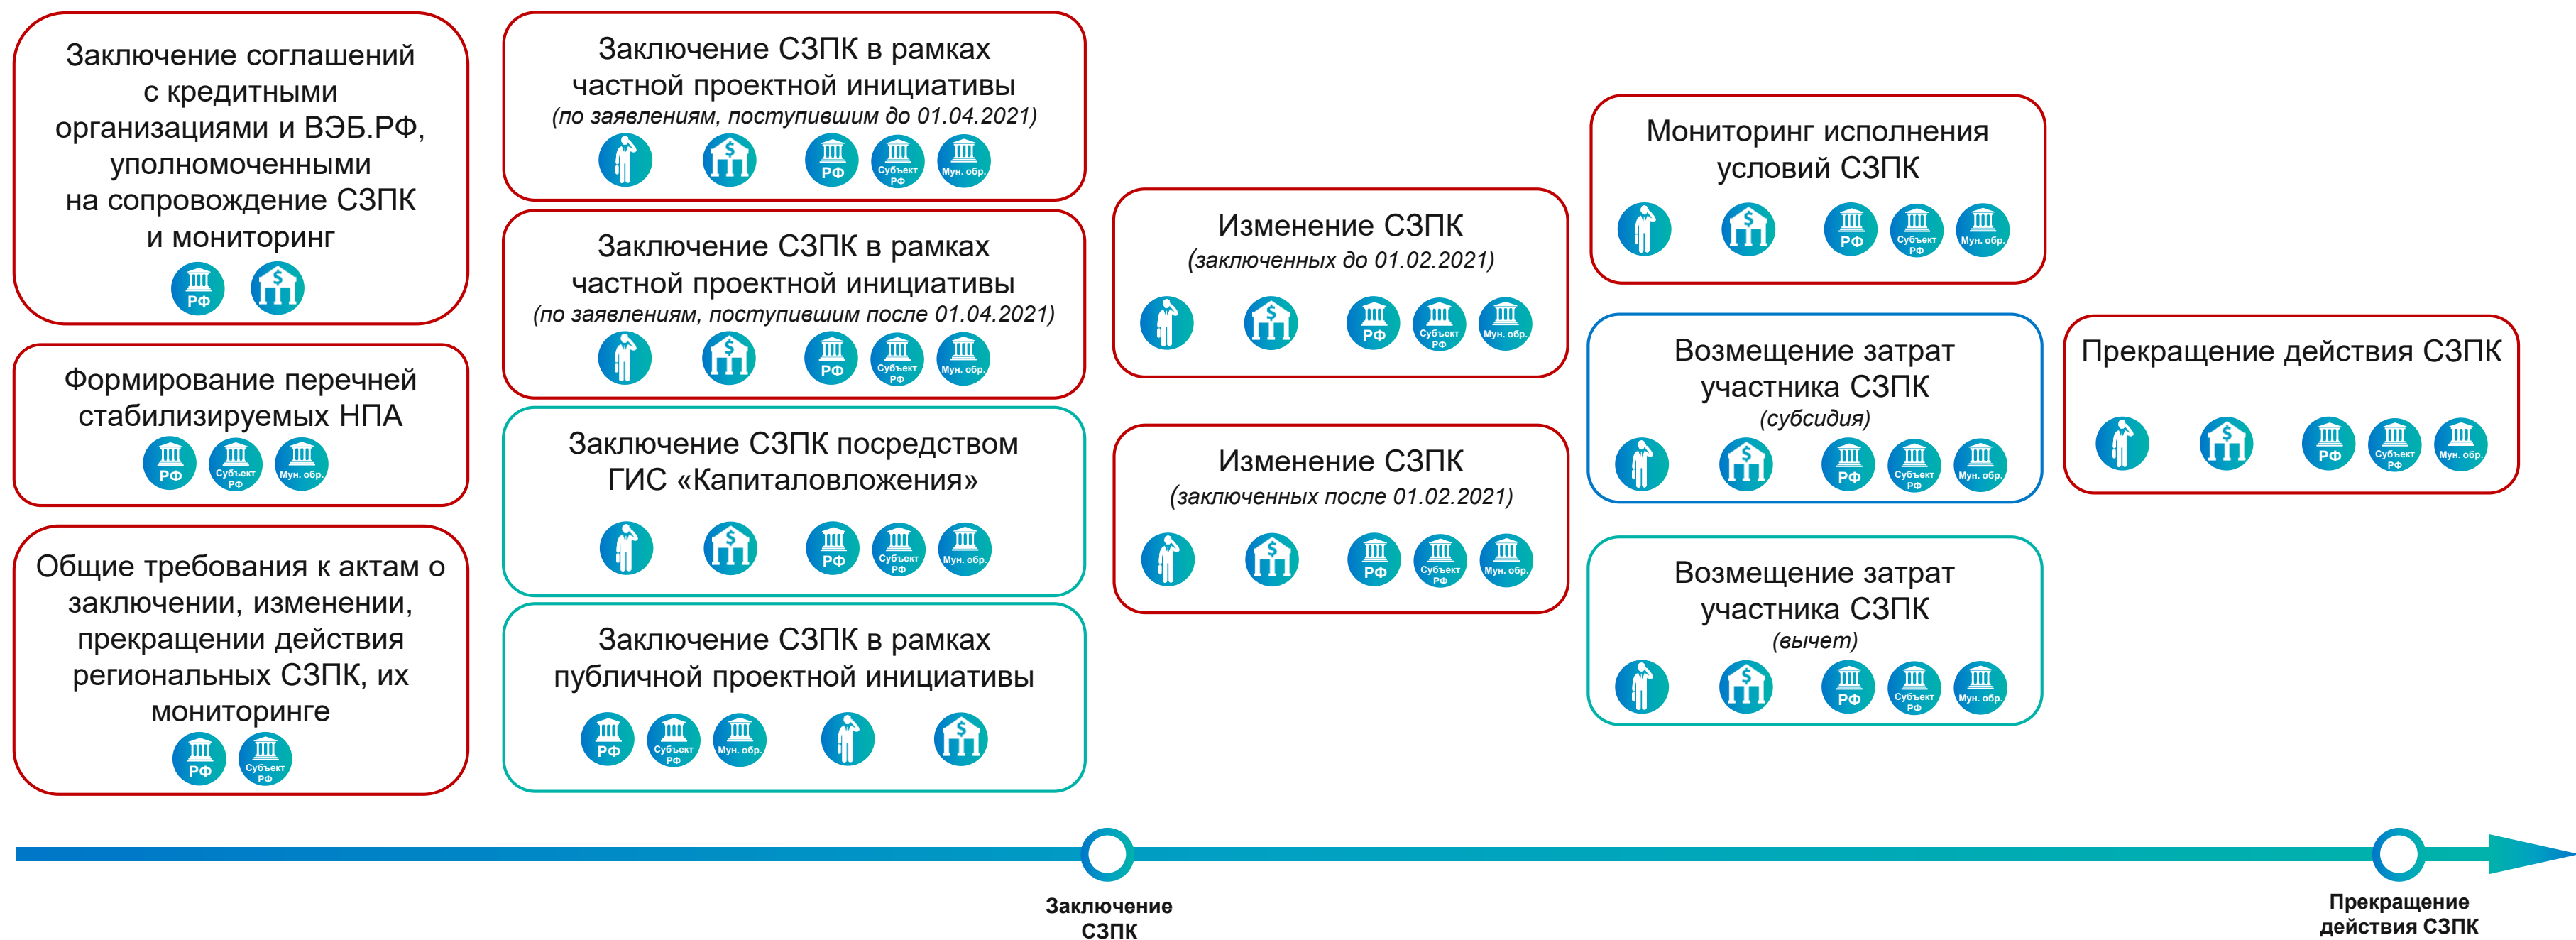 Заключение соглашений
с кредитными
организациями и ВЭБ.РФ,
уполномоченными
на сопровождение СЗПК
и мониторинг
РФ
Формирование перечней
стабилизируемых НПА
РФ
Субъект
РФ
Мун. обр.
Общие требования к актам о
заключении, изменении,
прекращении действия
региональных СЗПК, их
мониторинге
РФ
Субъект
РФ
Заключение СЗПК в рамках
частной проектной инициативы
(по заявлениям, поступившим до 01.04.2021)
РФ
Субъект
РФ
Мун. обр.
Заключение СЗПК в рамках
частной проектной инициативы
(по заявлениям, поступившим после 01.04.2021)
РФ
Субъект
РФ
Мун. обр.
Заключение СЗПК посредством
ГИС «Капиталовложения»
РФ
Субъект
РФ
Мун. обр.
Заключение СЗПК в рамках
публичной проектной инициативы
РФ
Субъект
РФ
Мун. обр.
Изменение СЗПК
(заключенных до 01.02.2021)
РФ
Субъект
РФ
Мун. обр.
Изменение СЗПК
(заключенных после 01.02.2021)
РФ
Субъект
РФ
Мун. обр.
Мониторинг исполнения
условий СЗПК
РФ
Субъект
РФ
Мун. обр.
Возмещение затрат
участника СЗПК
(субсидия)
РФ
Субъект
РФ
Мун. обр.
Возмещение затрат
участника СЗПК
(вычет)
РФ
Субъект
РФ
Мун. обр.
Прекращение действия СЗПК
РФ
Субъект
РФ
Мун. обр.
Заключение
СЗПК
Прекращение
действия СЗПК